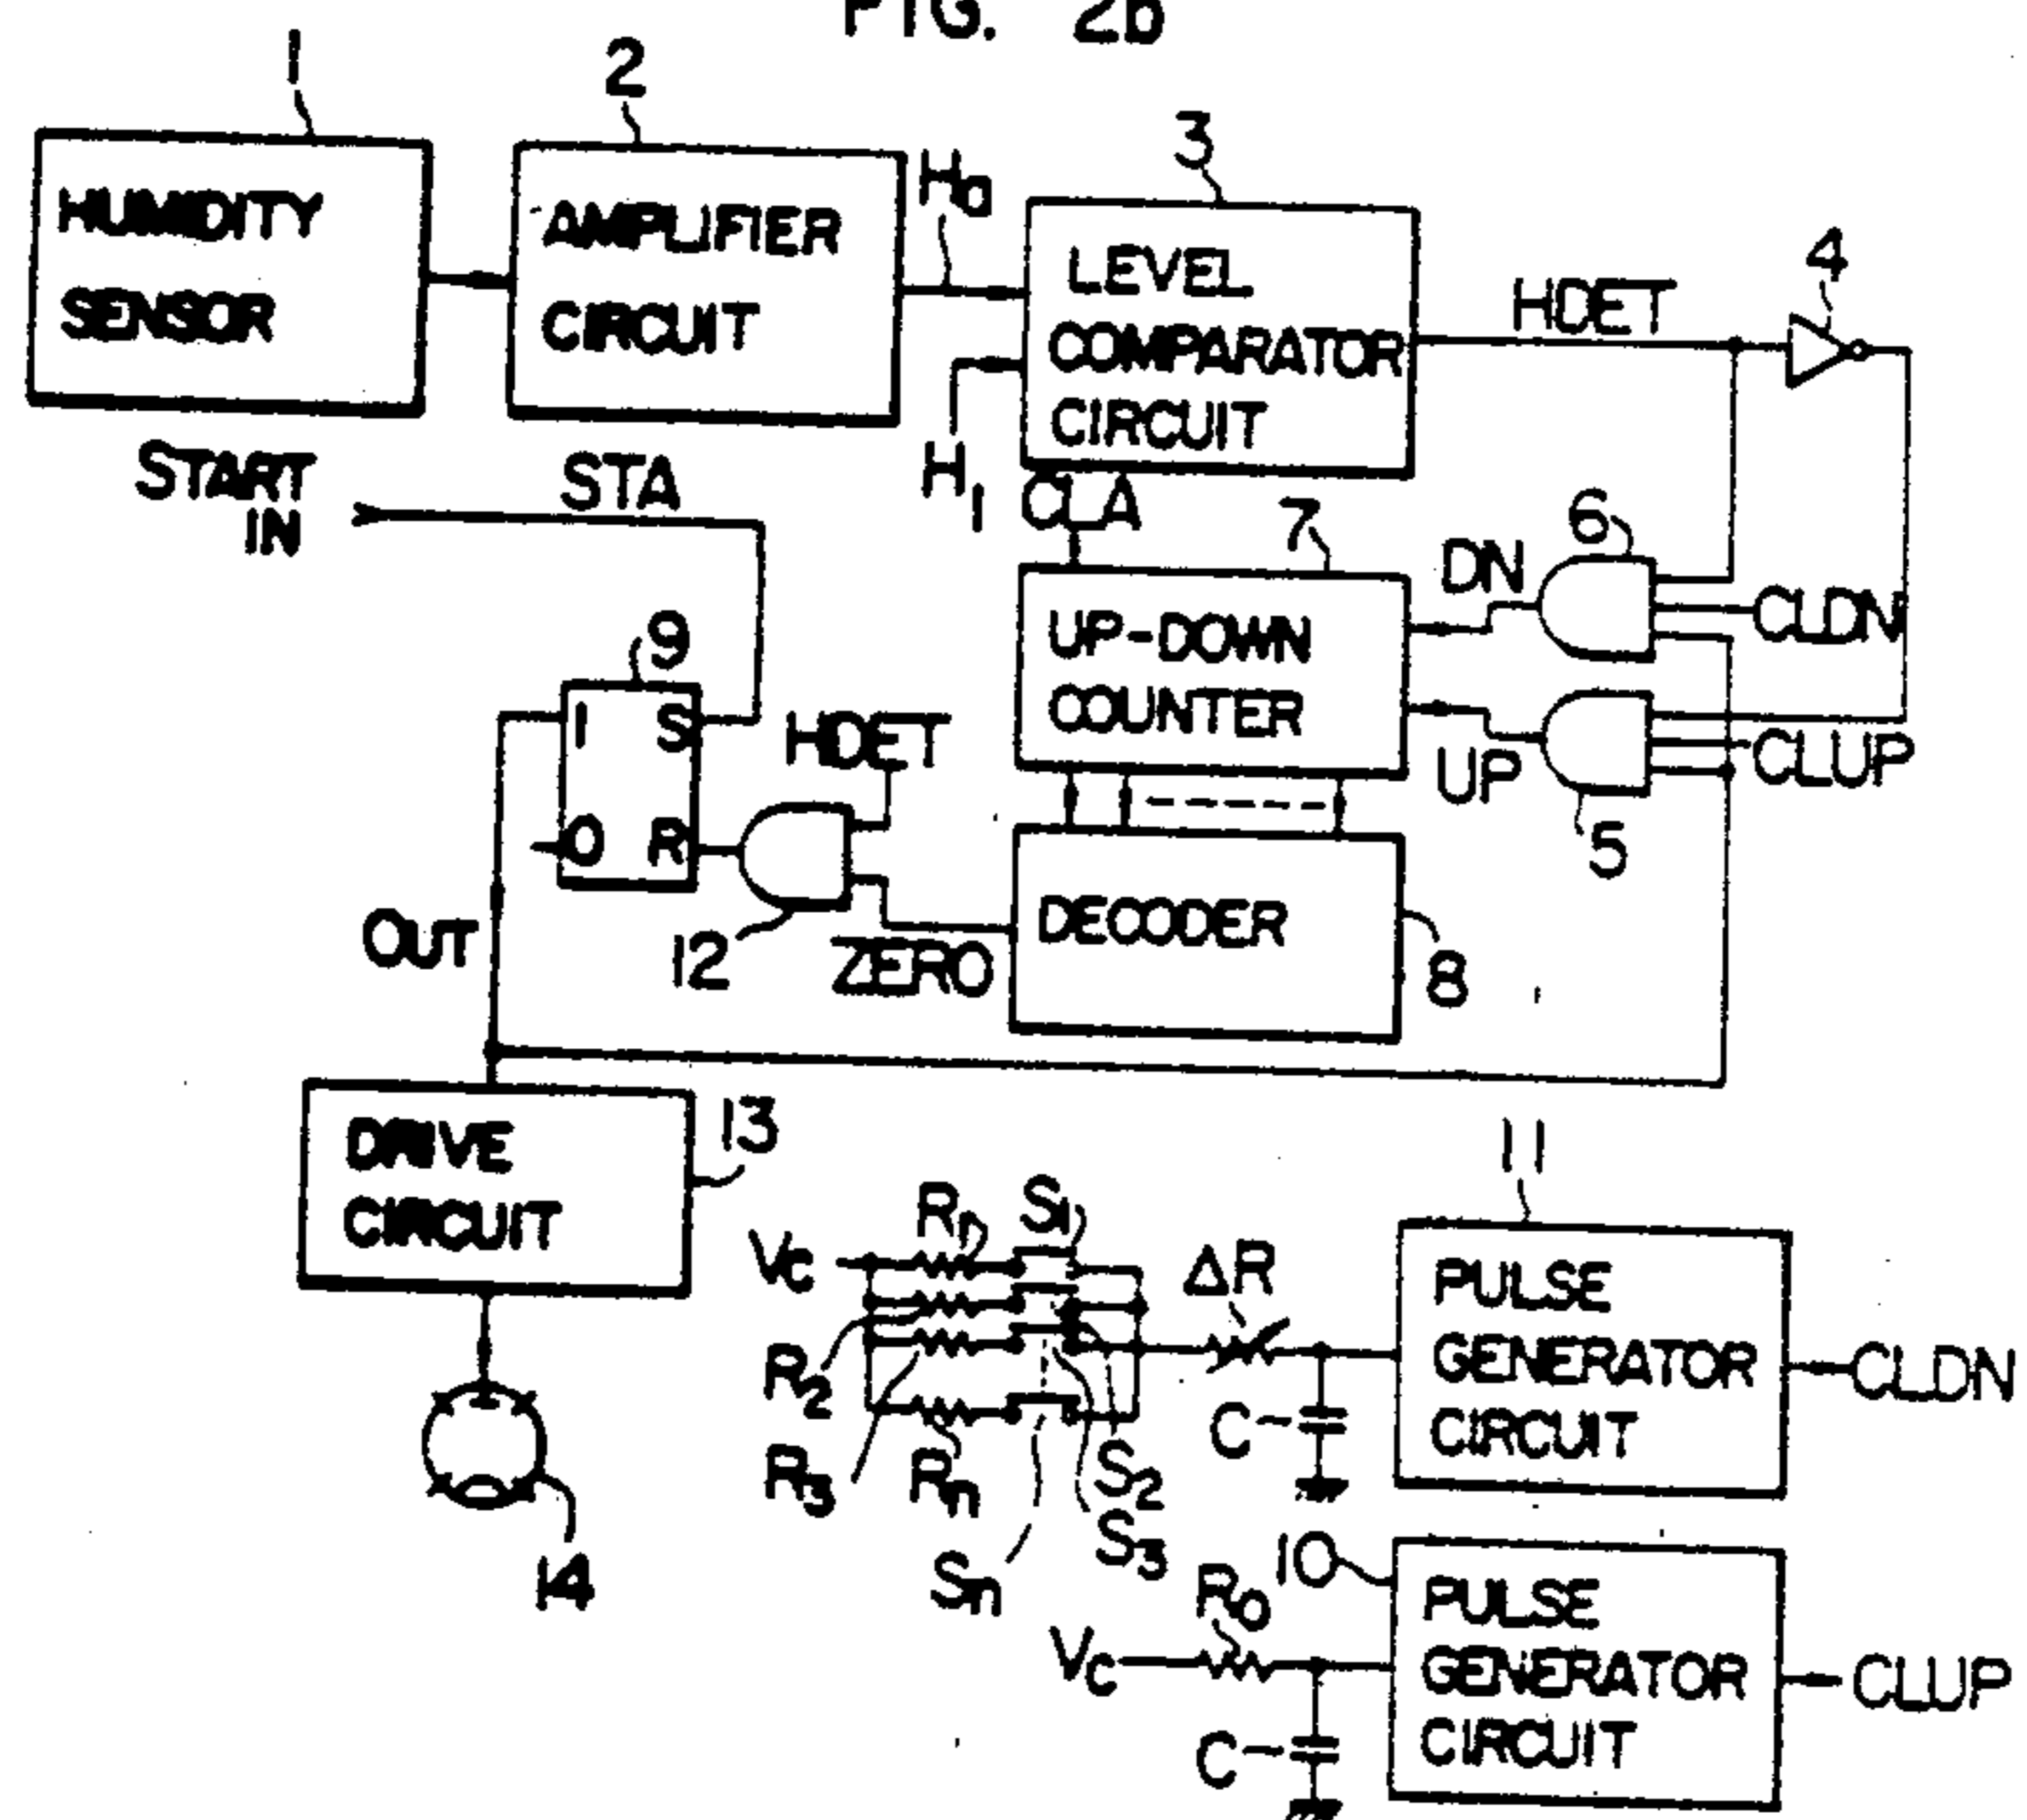 FIG. 2b
1
2
3
4
HUMIDITY
SENSOR
AMPLIFIER
CIRCUIT
Ha
LEVEL
COMPARATOR
CIRCUIT
H1
HDET
START
IN
STA
CLA
7
6
DN
CLDN
UP-DOWN
COUNTER
UP
CLUP
5
9
1 S
0 R
HDET
12
ZERO
DECODER
8
OUT
DRIVE
CIRCUIT
13
14
Vc
R1
S1
R2
R3
Rn
S2
S3
Sn
ΔR
C
11
PULSE
GENERATOR
CIRCUIT
CLDN
10
Vc
R0
C
PULSE
GENERATOR
CIRCUIT
CLUP